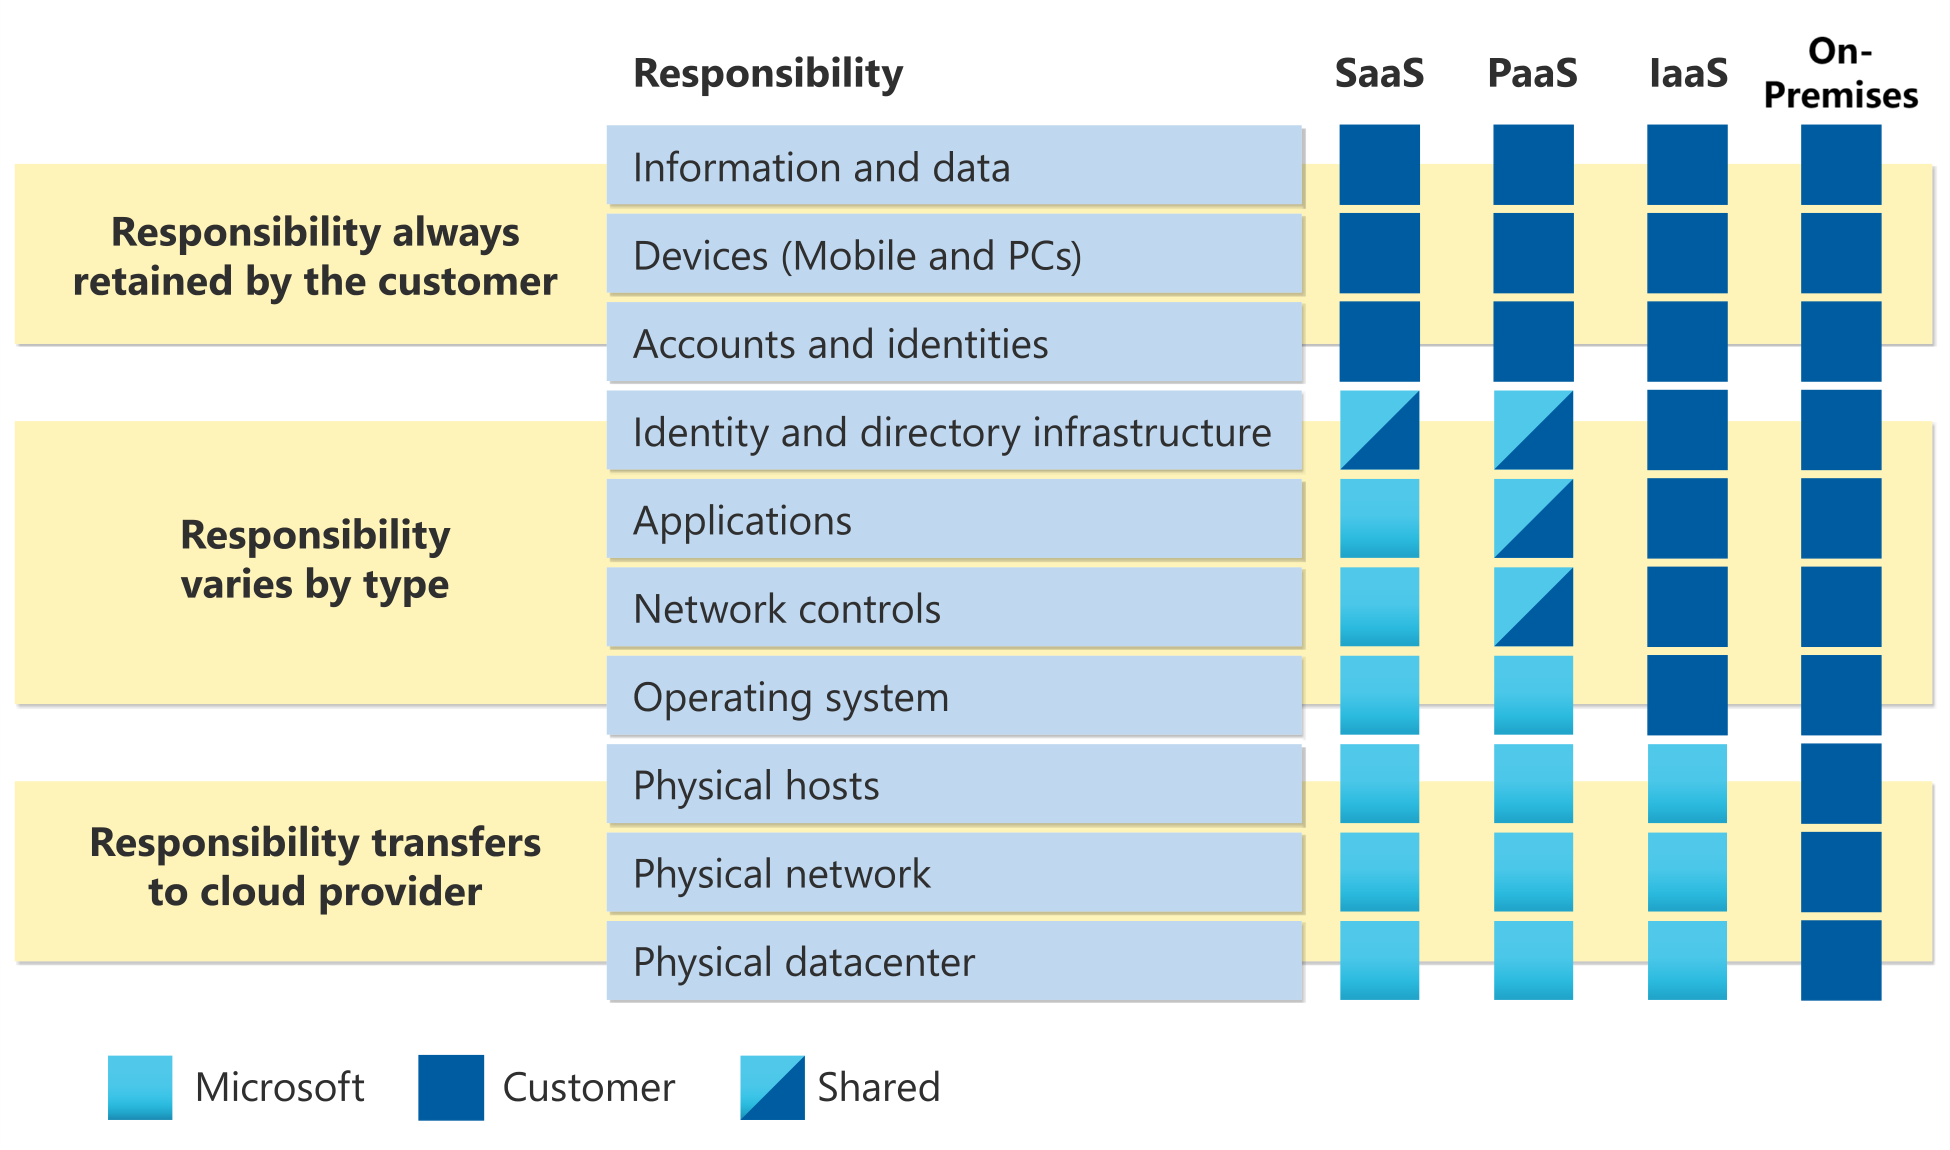 Responsibility SaaS PaaS IaaS On-
Premises
Information and data
Responsibility always
retained by the customer
Devices (Mobile and PCs)
Accounts and identities
Identity and directory infrastructure
Responsibility
varies by type
Applications
Network controls
Operating system
Physical hosts
Responsibility transfers
to cloud provider
Physical network
Physical datacenter
Microsoft Customer Shared